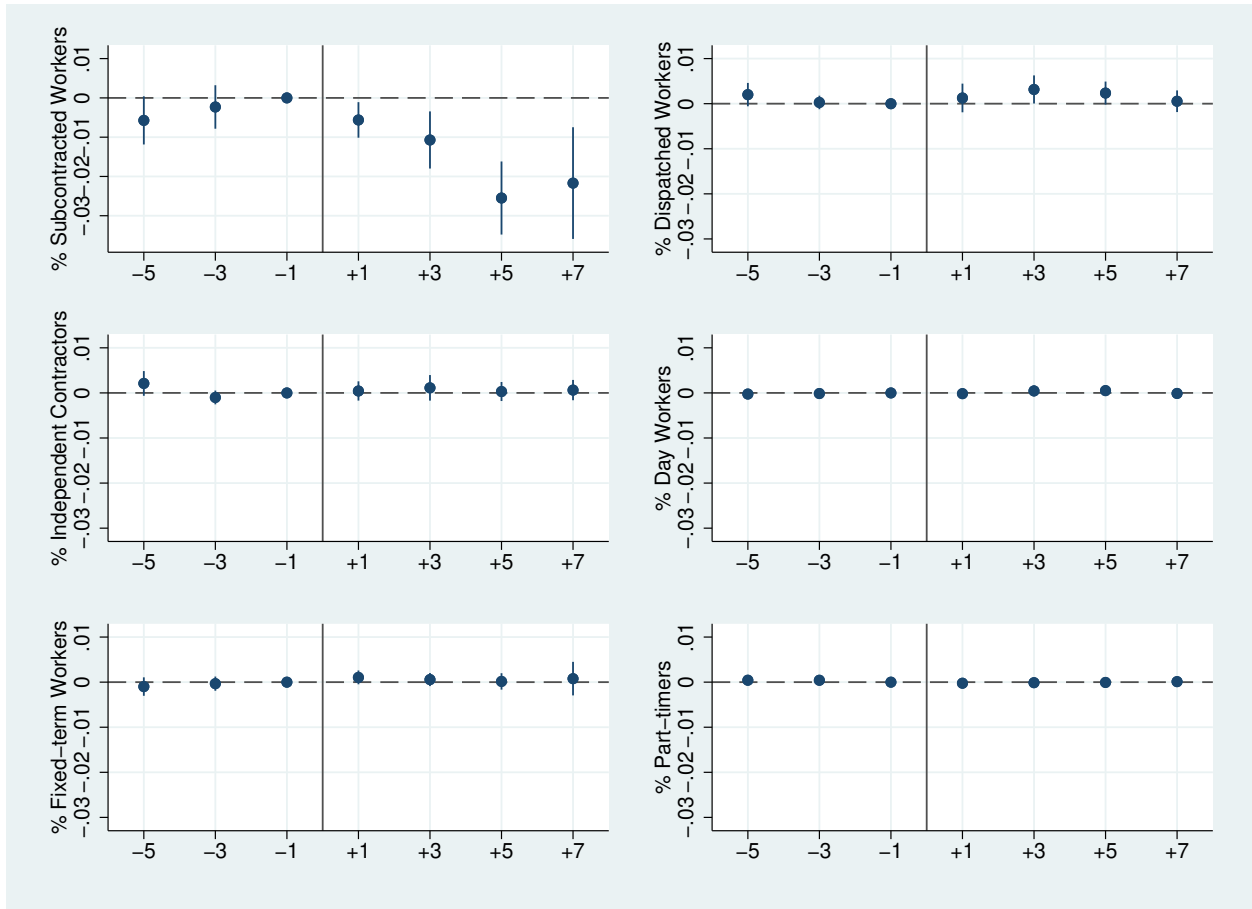 % Subcontracted Workers
.01
0
−.01
−.02
−.03
−5 −3 −1 +1 +3 +5 +7
% Dispatched Workers
.01
0
−.01
−.02
−.03
−5 −3 −1 +1 +3 +5 +7
% Independent Contractors
.01
0
−.01
−.02
−.03
−5 −3 −1 +1 +3 +5 +7
% Day Workers
.01
0
−.01
−.02
−.03
−5 −3 −1 +1 +3 +5 +7
% Fixed−term Workers
.01
0
−.01
−.02
−.03
−5 −3 −1 +1 +3 +5 +7
% Part−timers
.01
0
−.01
−.02
−.03
−5 −3 −1 +1 +3 +5 +7